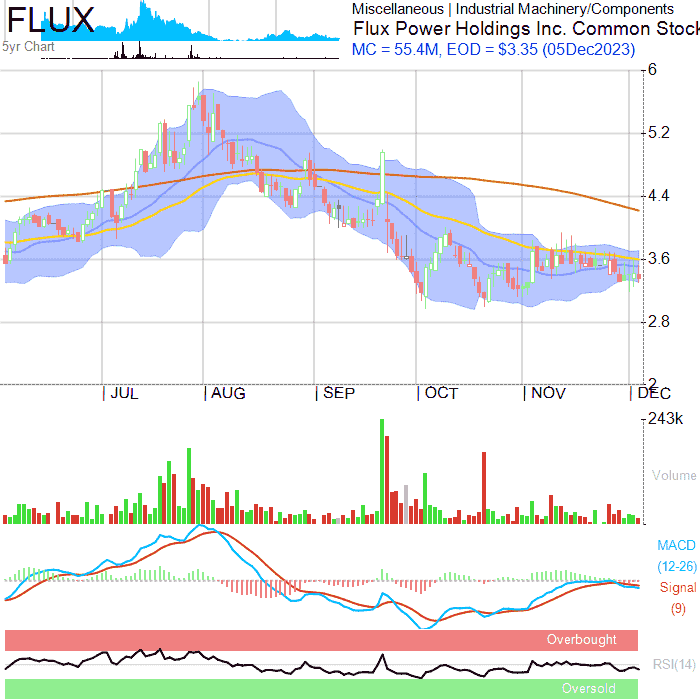 FLUX
5yr Chart
Miscellaneous | Industrial Machinery/Components
Flux Power Holdings Inc. Common Stock
MC = 55.4M, EOD = $3.35 (05Dec2023)
6
5.2
4.4
3.6
2.8
2
JUL AUG SEP OCT NOV DEC
243k
Volume
MACD
(12-26)
Signal
(9)
Overbought
RSI(14)
Oversold